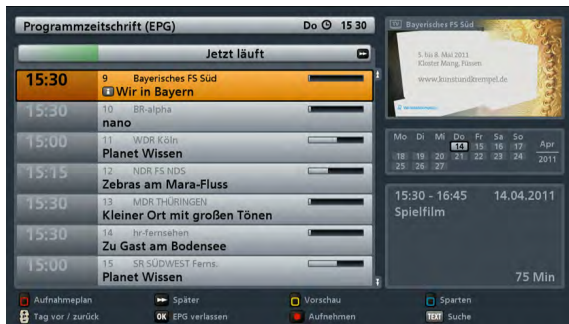 Programmzeitschrift (EPG) Do 15 30
Jetzt läuft
15:30 9 Bayerisches FS Süd
Wir in Bayern
15:30 10 BR-alpha
nano
15:00 11 WDR Köln
Planet Wissen
15:15 12 NDR FS NDS
Zebras am Mara-Fluss
15:30 13 MDR THÜRINGEN
Kleiner Ort mit großen Tönen
15:30 14 hr-fernsehen
Zu Gast am Bodensee
15:00 15 SR SÜDWEST Ferns.
Planet Wissen
TV Bayerisches FS Süd
5. bis 8. Mai 2011
Kloster Mang, Füssen
www.kunstundkrempel.de
Mo Di Mi Do Fr Sa So
14 15 16 17 Apr
18 19 20 21 22 23 24 2011
25 26 27
15:30 - 16:45 14.04.2011
Spielfilm
75 Min
Aufnahmeplan Später Vorschau Sparten
Tag vor / zurück OK EPG verlassen Aufnehmen TEXT Suche